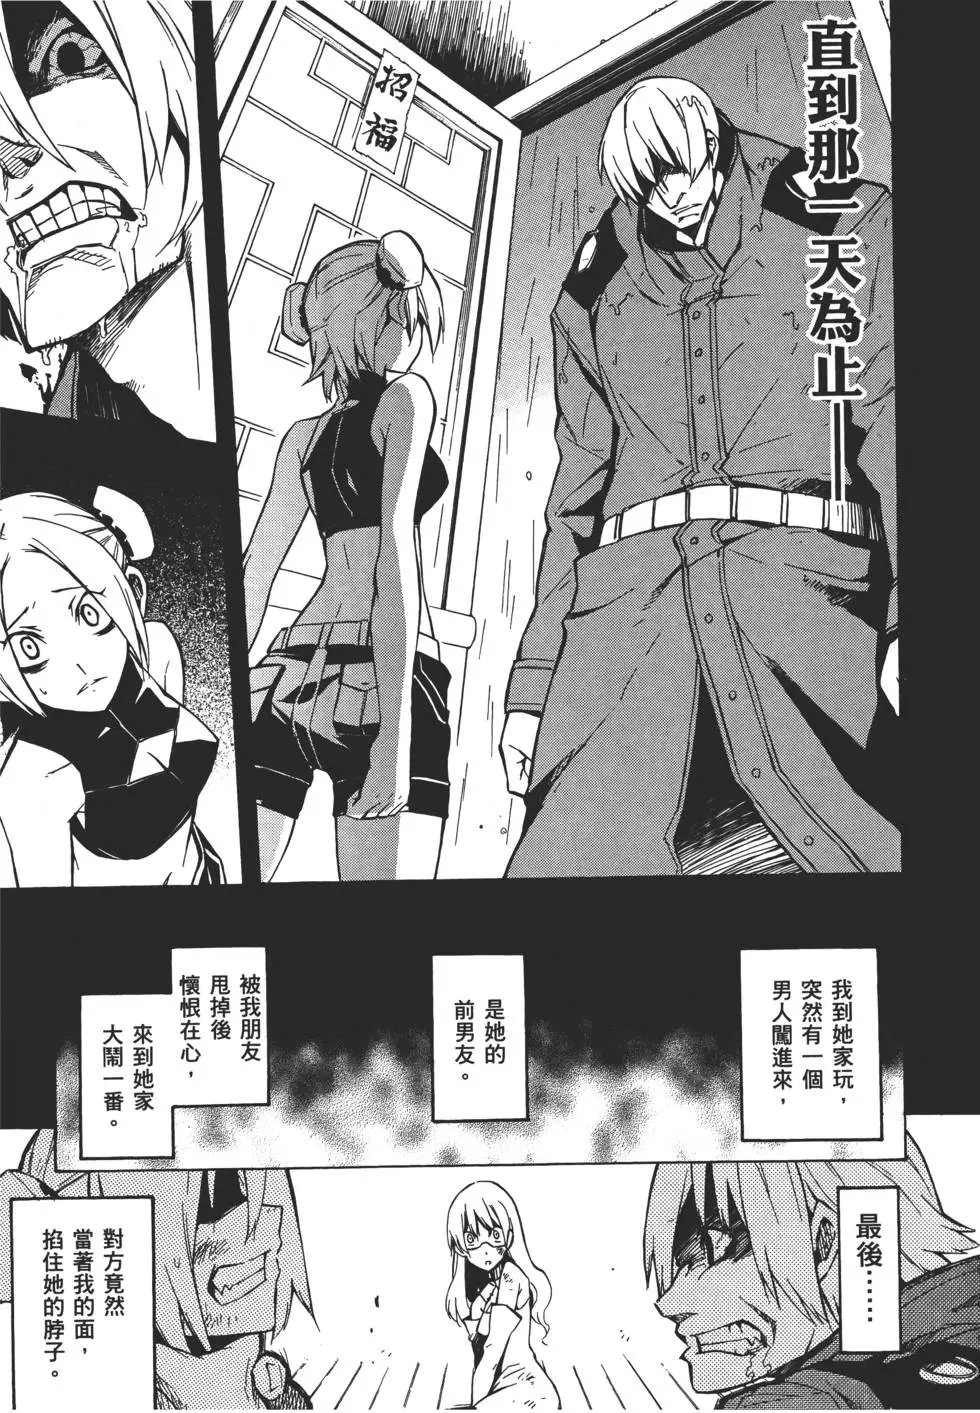 直到那一天為止——
招福
我到她家玩，
突然有一個
男人闖進來，
是她的
前男友。
被我朋友
甩掉後
懷恨在心，
來到她家
大鬧一番。
最後……
對方竟然
當著我的面，
掐住她的脖子。